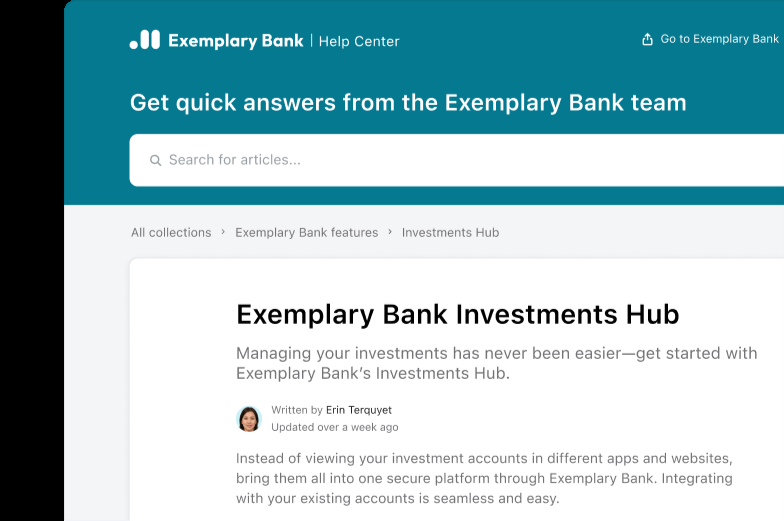 Exemplary Bank | Help Center
Go to Exemplary Bank
Get quick answers from the Exemplary Bank team
Search for articles...
All collections > Exemplary Bank features > Investments Hub
Exemplary Bank Investments Hub
Managing your investments has never been easier—get started with
Exemplary Bank’s Investments Hub.
Written by Erin Terquyet
Updated over a week ago
Instead of viewing your investment accounts in different apps and websites,
bring them all into one secure platform through Exemplary Bank. Integrating
with your existing accounts is seamless and easy.